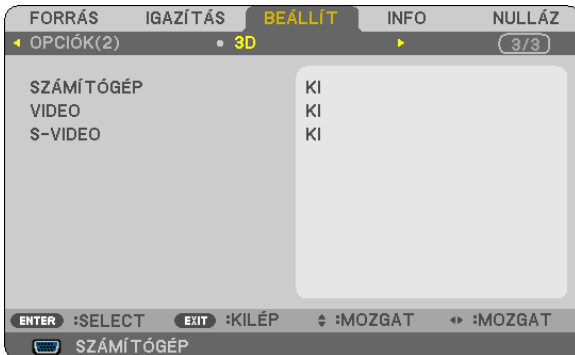 FORRÁS IGAZÍTÁS BEÁLLÍT INFO NULLÁZ
OPCIÓK(2) 3D 3/3
SZÁMÍTÓGÉP KI
VIDEO KI
S-VIDEO KI
ENTER :SELECT EXIT :KILÉP :MOZGAT :MOZGAT
SZÁMÍTÓGÉP